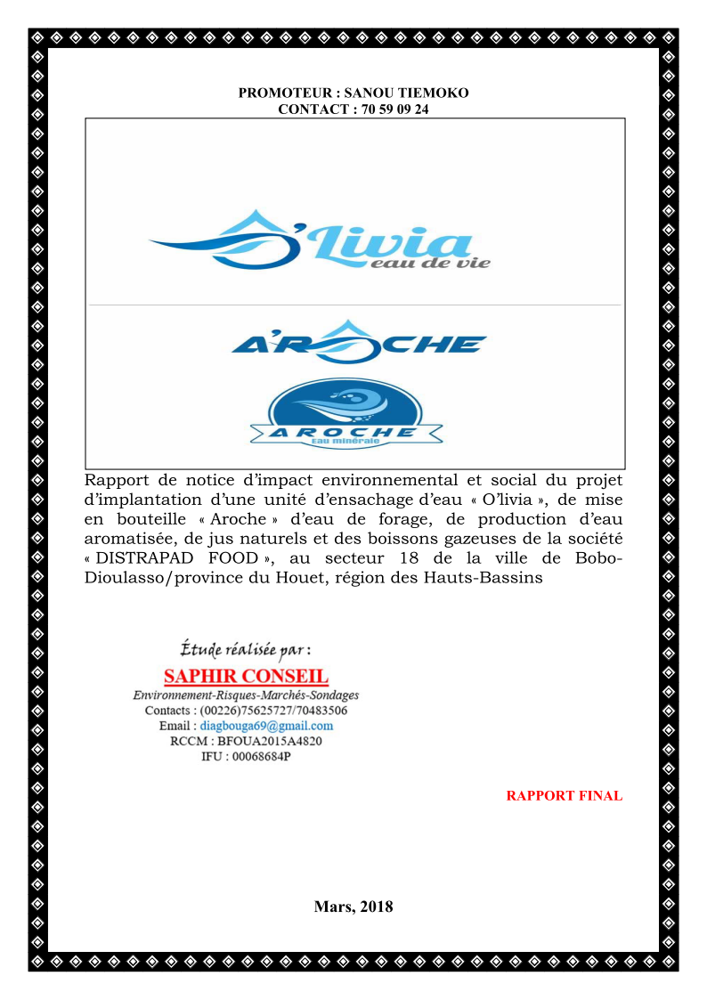 PROMOTEUR : SANOU TIEMOKO
CONTACT : 70 59 09 24
O'Livia
eau de vie
A'ROCHE
AROCHE
Eau minérale
Rapport de notice d’impact environnemental et social du projet
d’implantation d’une unité d’ensachage d’eau « O’livia », de mise
en bouteille « Aroche » d’eau de forage, de production d’eau
aromatisée, de jus naturels et des boissons gazeuses de la société
« DISTRAPAD FOOD », au secteur 18 de la ville de Bobo-
Dioulasso/province du Houet, région des Hauts-Bassins
Étude réalisée par :
SAPHIR CONSEIL
Environnement-Risques-Marchés-Sondages
Contacts : (00226)75625727/70483506
Email : diagbouga69@gmail.com
RCCM : BFOUA2015A4820
IFU : 00068684P
RAPPORT FINAL
Mars, 2018